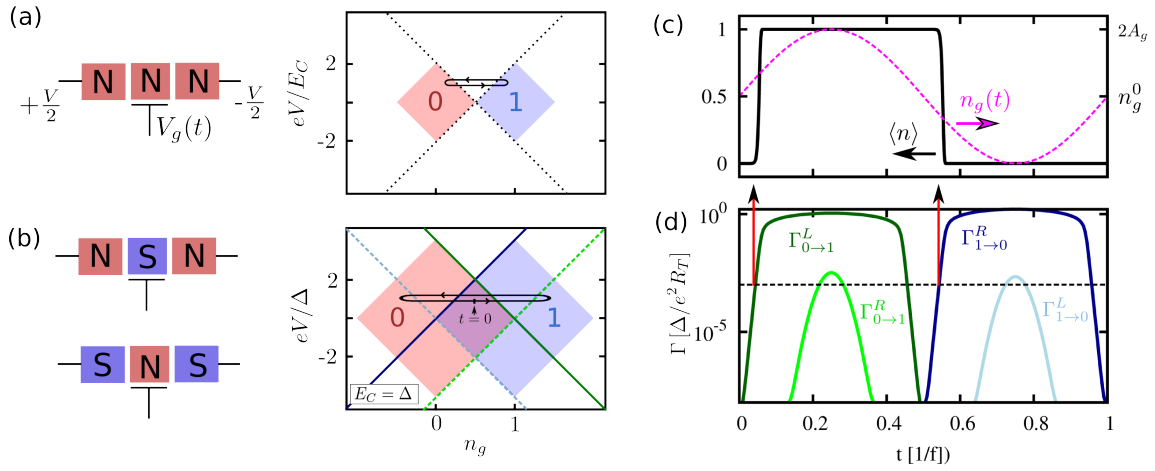 (a)
N N N
+V/2
-V/2
V_g(t)
eV/E_C
2
-2
0 1
(b)
N S N
S N S
eV/Δ
2
-2
0 1
t = 0
E_C = Δ
0 1
n_g
(c)
1
0.5
0
2A_g
n_g^0
n_g(t)
⟨n⟩
(d)
Γ [Δ/e²R_T]
10^0
10^-5
Γ^L_{0→1}
Γ^R_{0→1}
Γ^R_{1→0}
Γ^L_{1→0}
0 0.2 0.4 0.6 0.8 1
t [1/f])